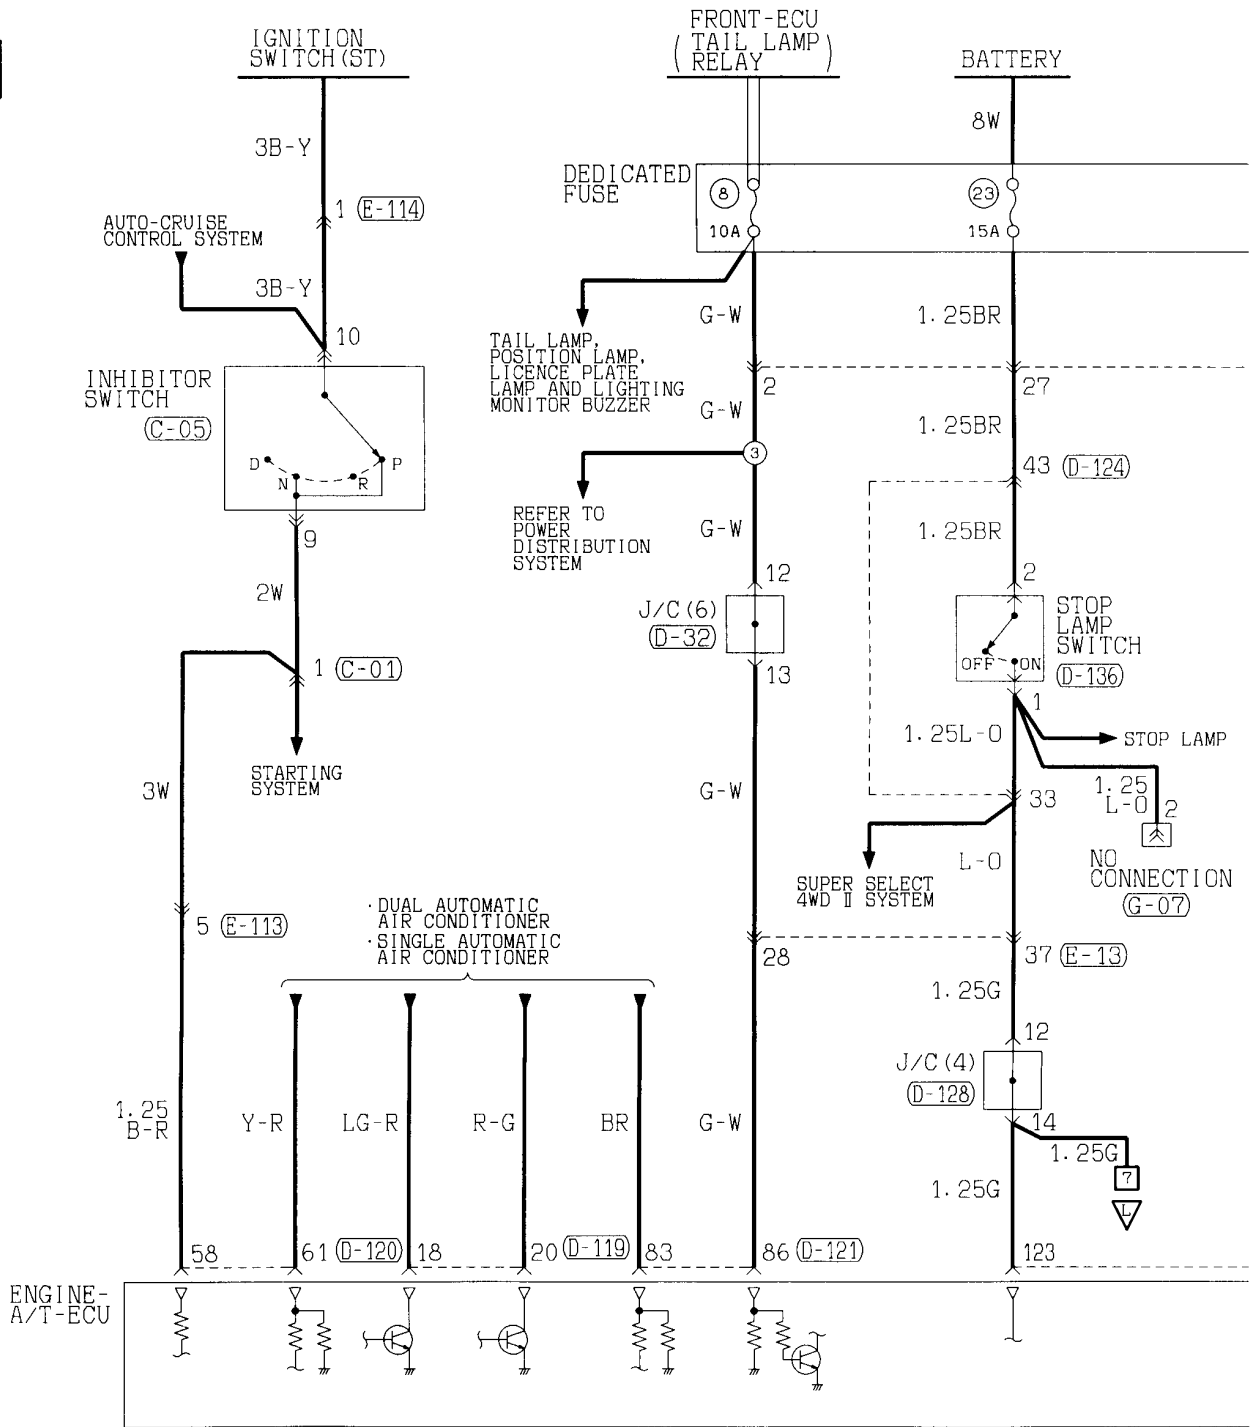 IGNITION
SWITCH(ST)
FRONT-ECU
( TAIL LAMP )
RELAY
BATTERY
3B-Y
8W
DEDICATED
FUSE
8
10A
23
15A
1 E-114
AUTO-CRUISE
CONTROL SYSTEM
3B-Y
10
G-W
1.25BR
TAIL LAMP,
POSITION LAMP,
LICENCE PLATE
LAMP AND LIGHTING
MONITOR BUZZER
INHIBITOR
SWITCH
C-05
D
N
R
P
2
27
G-W
1.25BR
3
43 D-124
REFER TO
POWER
DISTRIBUTION
SYSTEM
G-W
1.25BR
9
12
2
2W
J/C(6)
D-32
STOP
LAMP
SWITCH
D-136
OFF
ON
1 C-01
13
1
1.25L-O
STOP LAMP
STARTING
SYSTEM
3W
G-W
1.25
L-O
2
33
L-O
NO
CONNECTION
G-07
SUPER SELECT
4WD II SYSTEM
5 E-113
· DUAL AUTOMATIC
AIR CONDITIONER
· SINGLE AUTOMATIC
AIR CONDITIONER
28
37 E-13
1.25G
12
J/C(4)
D-128
1.25
B-R
Y-R
LG-R
R-G
BR
G-W
14
1.25G
7
L
1.25G
58
61 D-120
18
20 D-119
83
86 D-121
123
ENGINE-
A/T-ECU